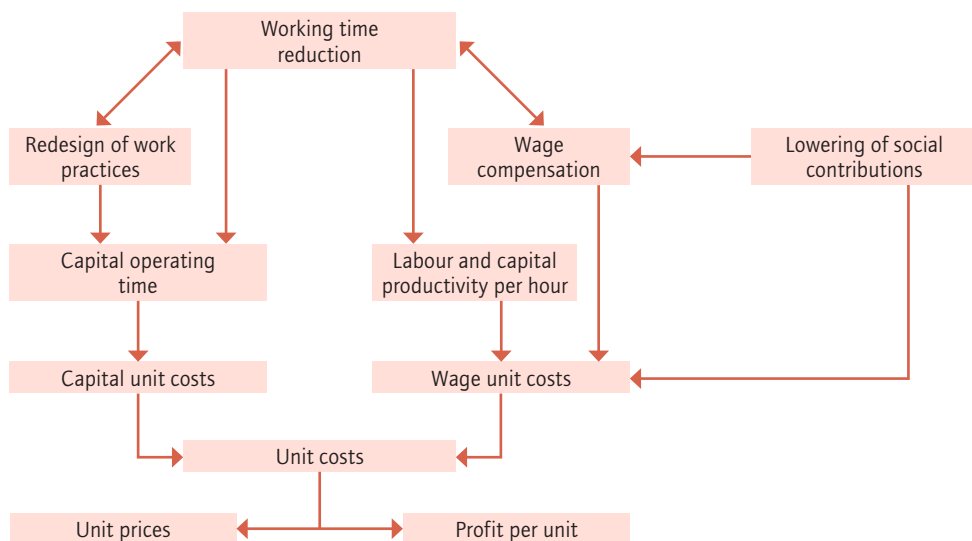 Working time
reduction
Redesign of work
practices
Wage
compensation
Lowering of social
contributions
Capital operating
time
Labour and capital
productivity per hour
Capital unit costs
Wage unit costs
Unit costs
Unit prices
Profit per unit